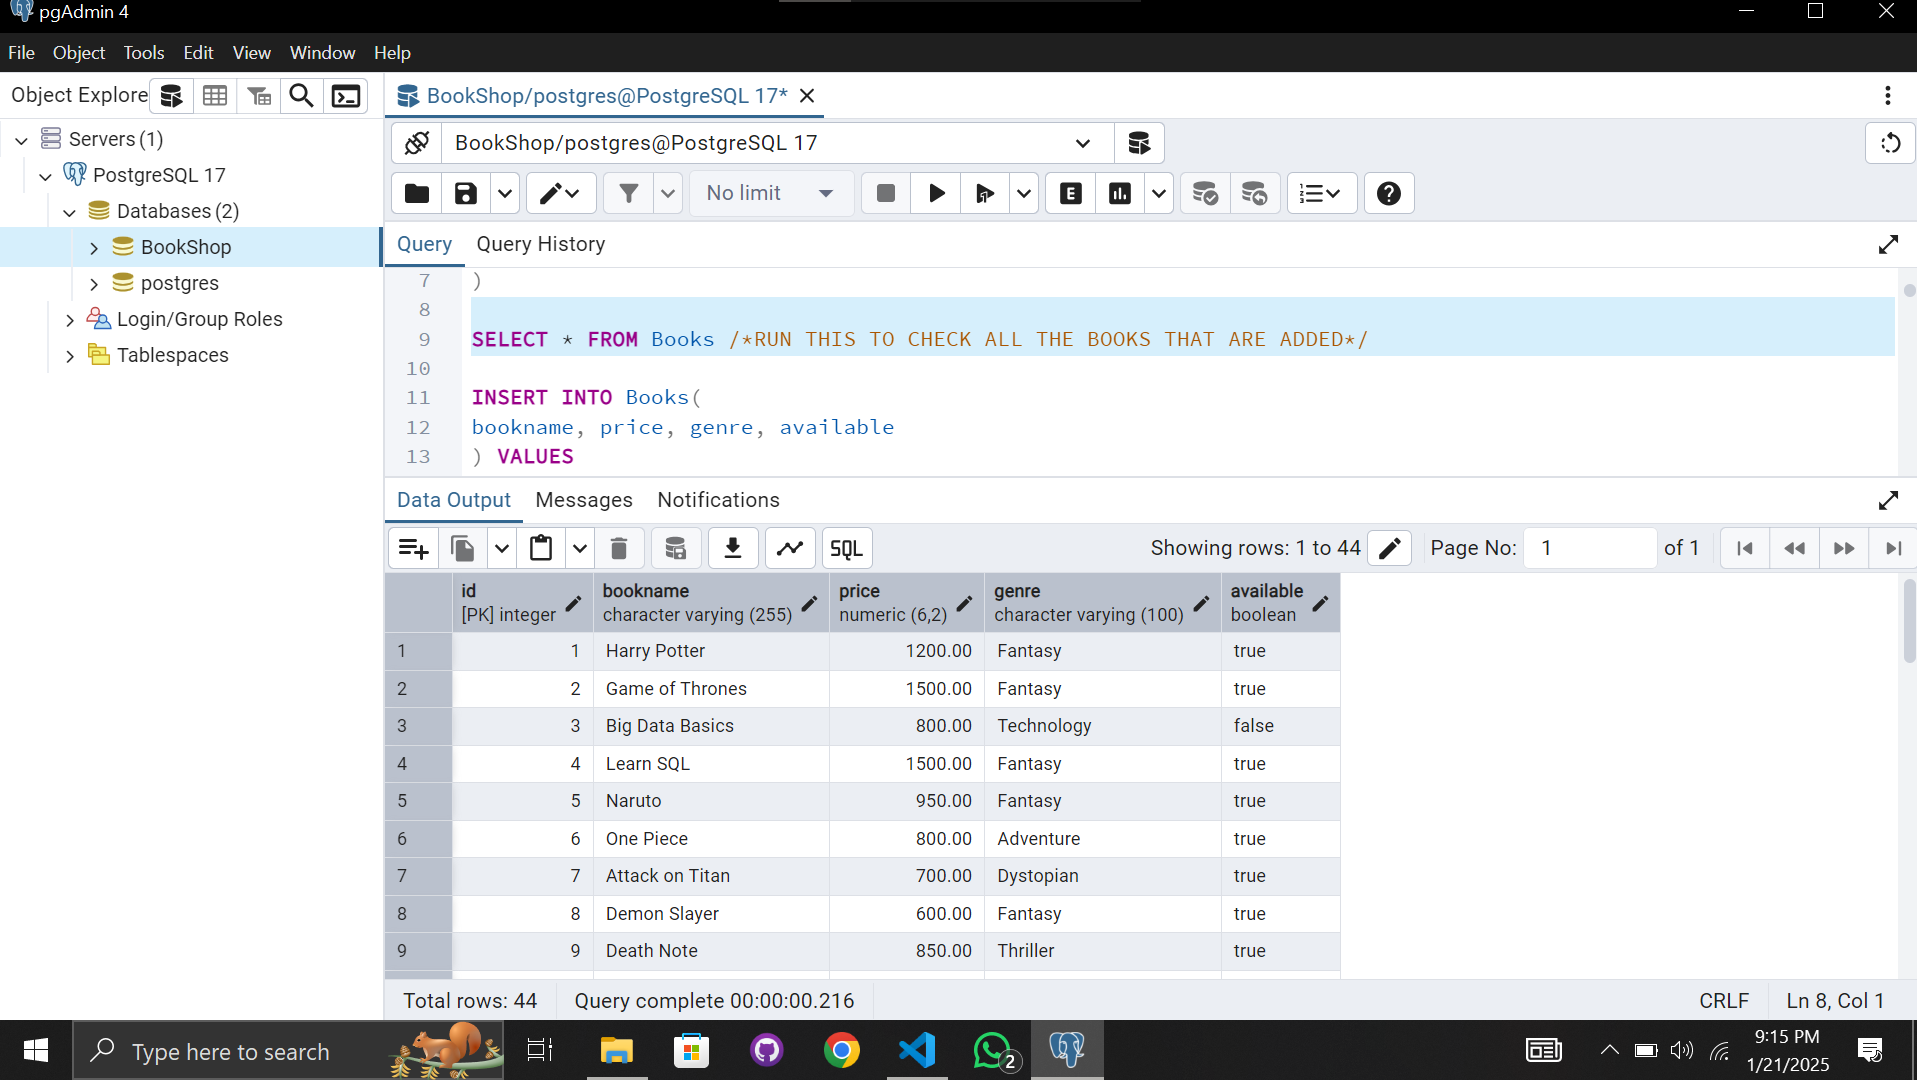 pgAdmin 4
File Object Tools Edit View Window Help
Object Explore
BookShop/postgres@PostgreSQL 17*
Servers (1)
PostgreSQL 17
Databases (2)
BookShop
postgres
Login/Group Roles
Tablespaces
BookShop/postgres@PostgreSQL 17
No limit
E
Query Query History
7 )
8
9 SELECT * FROM Books /*RUN THIS TO CHECK ALL THE BOOKS THAT ARE ADDED*/
10
11 INSERT INTO Books(
12 bookname, price, genre, available
13 ) VALUES
Data Output Messages Notifications
SQL Showing rows: 1 to 44 Page No: 1 of 1
id bookname price genre available
[PK] integer character varying (255) numeric (6,2) character varying (100) boolean
1 1 Harry Potter 1200.00 Fantasy true
2 2 Game of Thrones 1500.00 Fantasy true
3 3 Big Data Basics 800.00 Technology false
4 4 Learn SQL 1500.00 Fantasy true
5 5 Naruto 950.00 Fantasy true
6 6 One Piece 800.00 Adventure true
7 7 Attack on Titan 700.00 Dystopian true
8 8 Demon Slayer 600.00 Fantasy true
9 9 Death Note 850.00 Thriller true
Total rows: 44 Query complete 00:00:00.216 CRLF Ln 8, Col 1
Type here to search
2
9:15 PM
1/21/2025